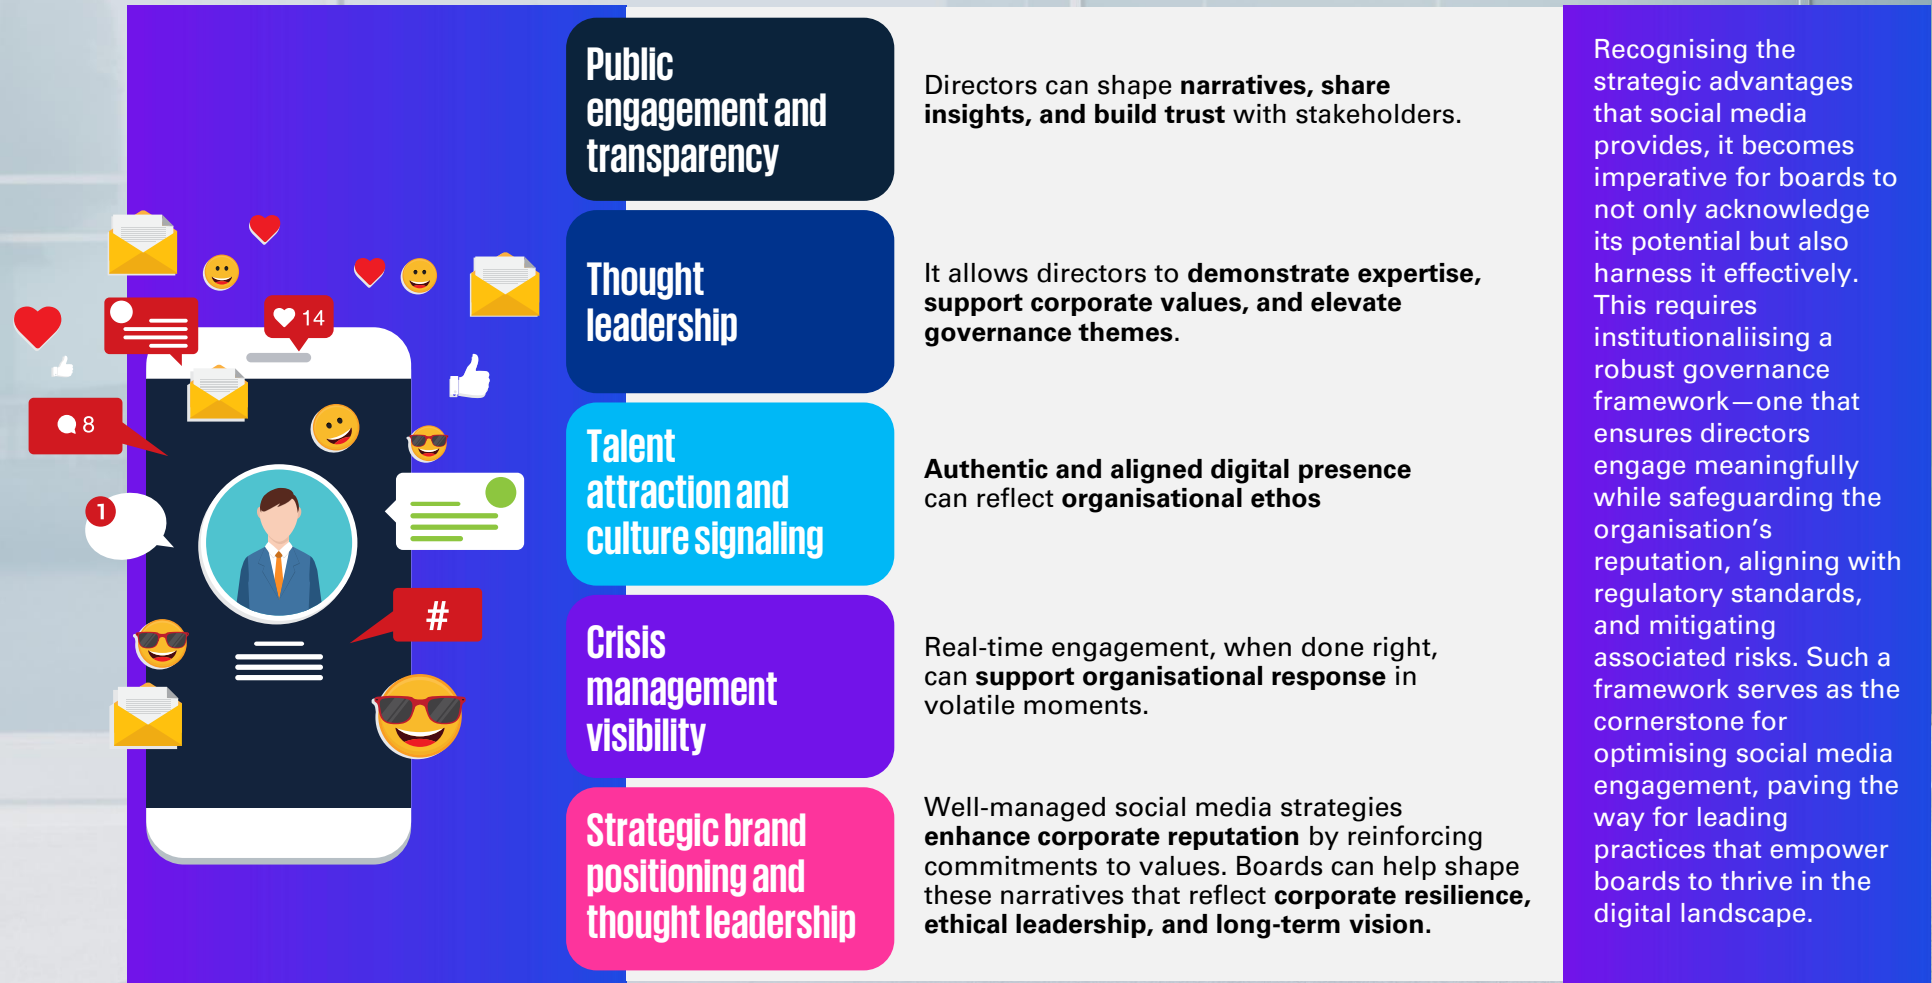 Public
engagement and
transparency
Directors can shape narratives, share
insights, and build trust with stakeholders.
Thought
leadership
It allows directors to demonstrate expertise,
support corporate values, and elevate
governance themes.
Talent
attraction and
culture signaling
Authentic and aligned digital presence
can reflect organisational ethos
Crisis
management
visibility
Real-time engagement, when done right,
can support organisational response in
volatile moments.
Strategic brand
positioning and
thought leadership
Well-managed social media strategies
enhance corporate reputation by reinforcing
commitments to values. Boards can help shape
these narratives that reflect corporate resilience,
ethical leadership, and long-term vision.
Recognising the
strategic advantages
that social media
provides, it becomes
imperative for boards to
not only acknowledge
its potential but also
harness it effectively.
This requires
institutionaliising a
robust governance
framework—one that
ensures directors
engage meaningfully
while safeguarding the
organisation's
reputation, aligning with
regulatory standards,
and mitigating
associated risks. Such a
framework serves as the
cornerstone for
optimising social media
engagement, paving the
way for leading
practices that empower
boards to thrive in the
digital landscape.
14
8
1
#